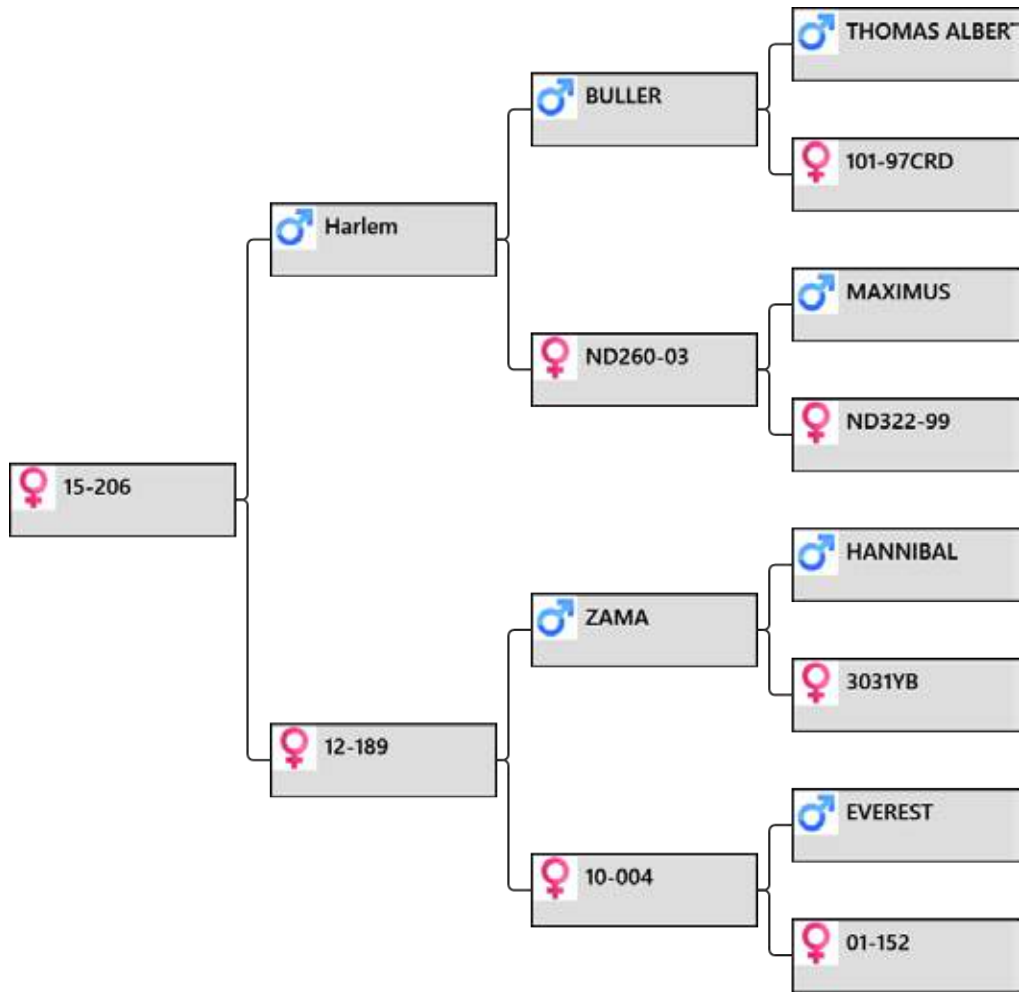 THOMAS ALBERT
BULLER
101-97CRD
Harlem
MAXIMUS
ND260-03
ND322-99
15-206
HANNIBAL
ZAMA
3031YB
12-189
EVEREST
10-004
01-152